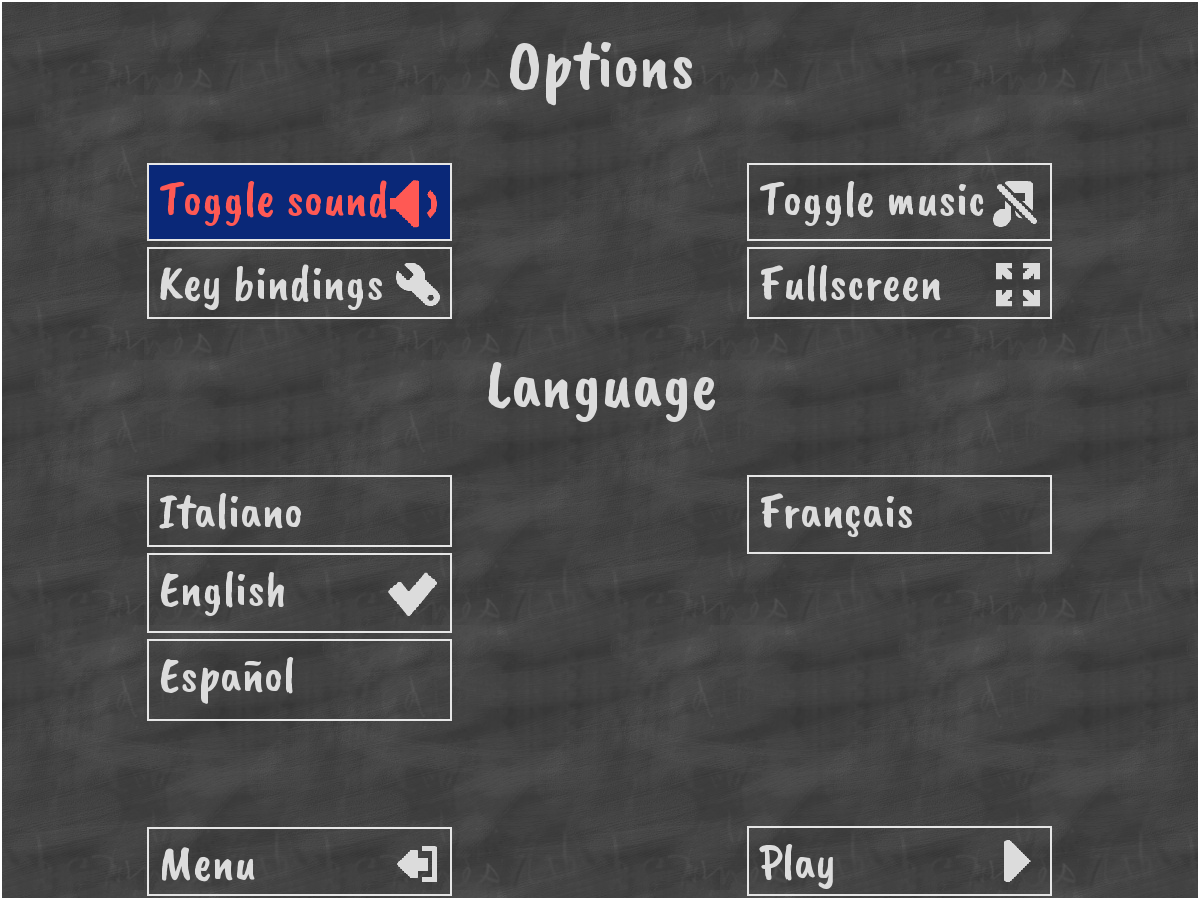 Options
Toggle sound
Toggle music
Key bindings
Fullscreen
Language
Italiano
Français
English
Español
Menu
Play